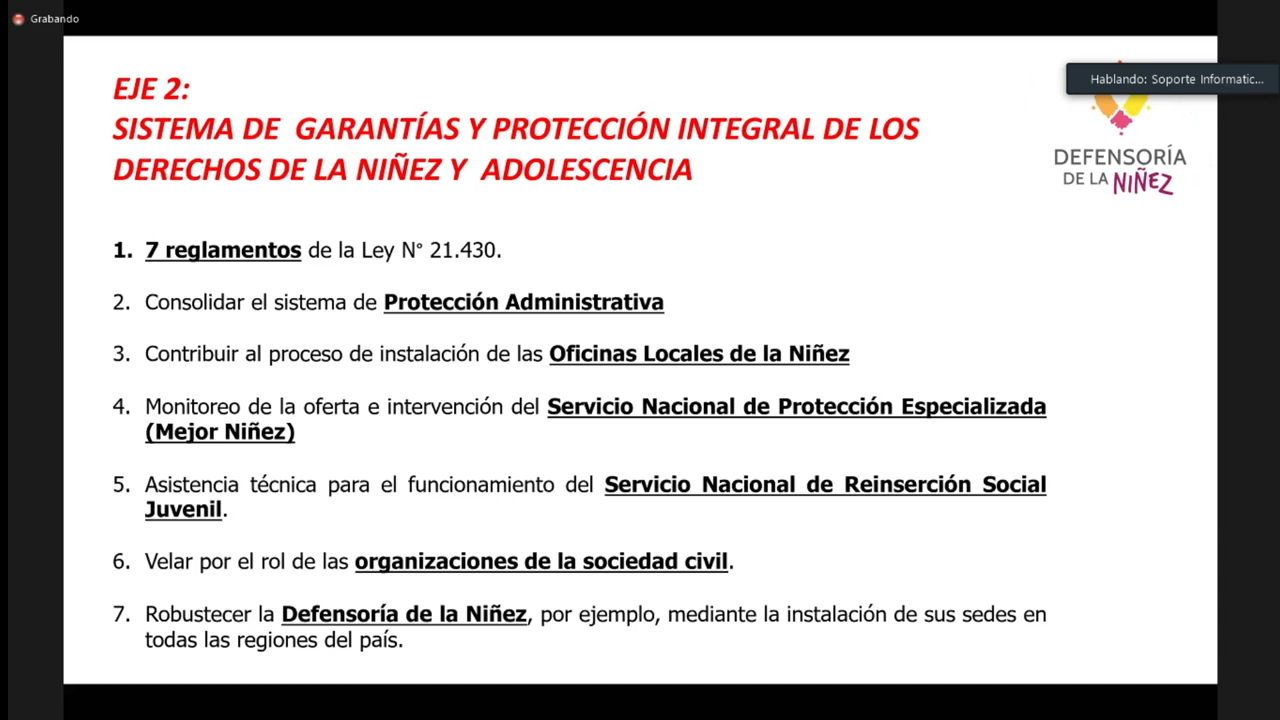 Grabando
Hablando: Soporte Informatic...
EJE 2:
SISTEMA DE GARANTÍAS Y PROTECCIÓN INTEGRAL DE LOS
DERECHOS DE LA NIÑEZ Y ADOLESCENCIA
DEFENSORÍA
DE LA NIÑEZ
1. 7 reglamentos de la Ley N° 21.430.
2. Consolidar el sistema de Protección Administrativa
3. Contribuir al proceso de instalación de las Oficinas Locales de la Niñez
4. Monitoreo de la oferta e intervención del Servicio Nacional de Protección Especializada
(Mejor Niñez)
5. Asistencia técnica para el funcionamiento del Servicio Nacional de Reinserción Social
Juvenil.
6. Velar por el rol de las organizaciones de la sociedad civil.
7. Robustecer la Defensoría de la Niñez, por ejemplo, mediante la instalación de sus sedes en
todas las regiones del país.